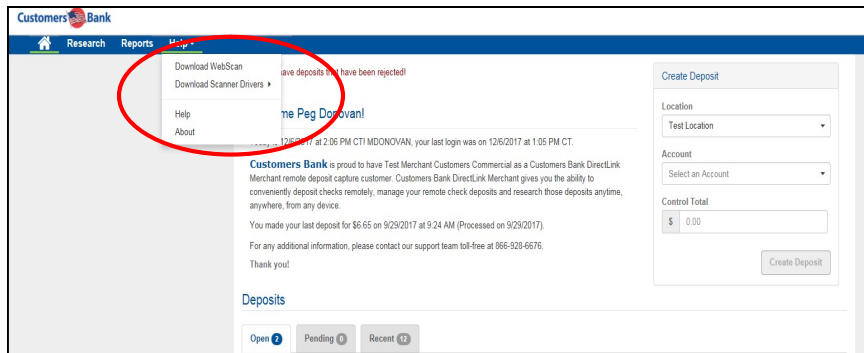 Customers Bank
Research Reports Help
Download WebScan
Download Scanner Drivers
Help
About
ave deposits that have been rejected!
me Peg Donovan!
12/6/2017 at 2:06 PM CT! MDONOVAN, your last login was on 12/6/2017 at 1:05 PM CT.
Customers Bank is proud to have Test Merchant Customers Commercial as a Customers Bank DirectLink
Merchant remote deposit capture customer. Customers Bank DirectLink Merchant gives you the ability to
conveniently deposit checks remotely, manage your remote check deposits and research those deposits anytime,
anywhere, from any device.
You made your last deposit for $6.65 on 9/29/2017 at 9:24 AM (Processed on 9/29/2017).
For any additional information, please contact our support team toll-free at 866-928-6676.
Thank you!
Deposits
Open 2 Pending 0 Recent 12
Create Deposit
Location
Test Location
Account
Select an Account
Control Total
$ 0.00
Create Deposit